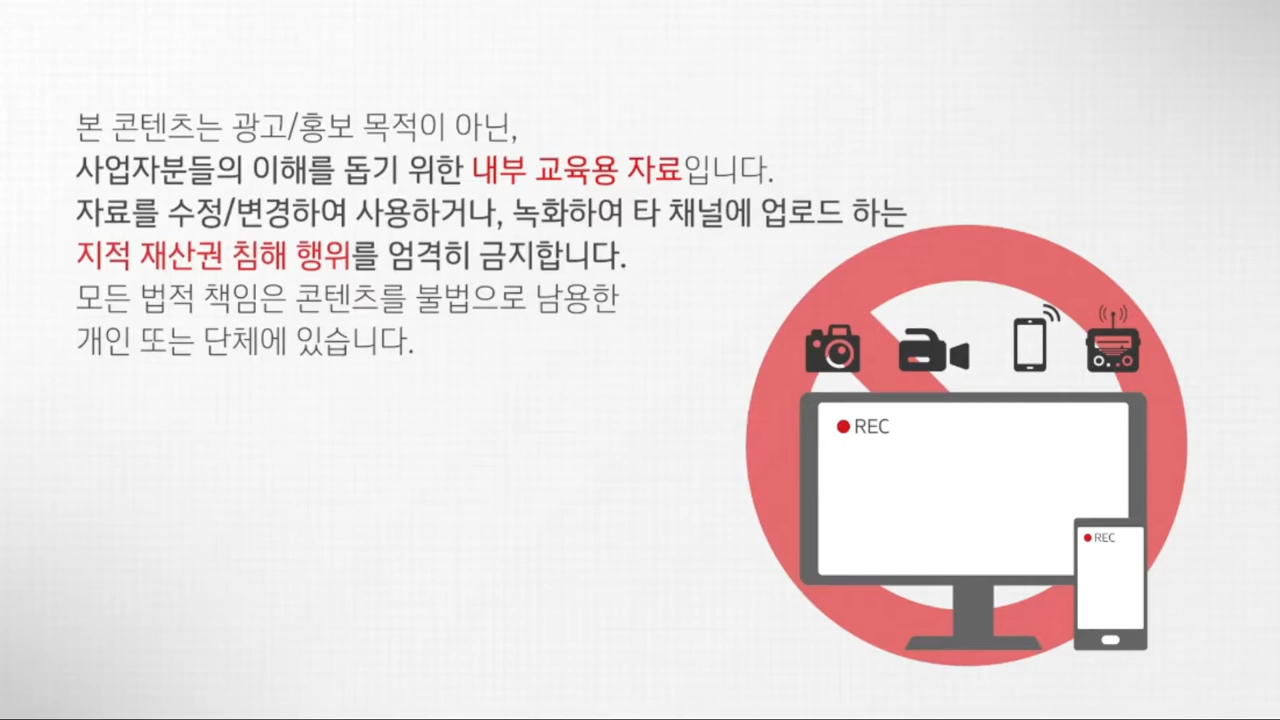 본 콘텐츠는 광고/홍보 목적이 아닌,
사업자분들의 이해를 돕기 위한 내부 교육용 자료입니다.
자료를 수정/변경하여 사용하거나, 녹화하여 타 채널에 업로드 하는
지적 재산권 침해 행위를 엄격히 금지합니다.
모든 법적 책임은 콘텐츠를 불법으로 남용한
개인 또는 단체에 있습니다.
REC
REC